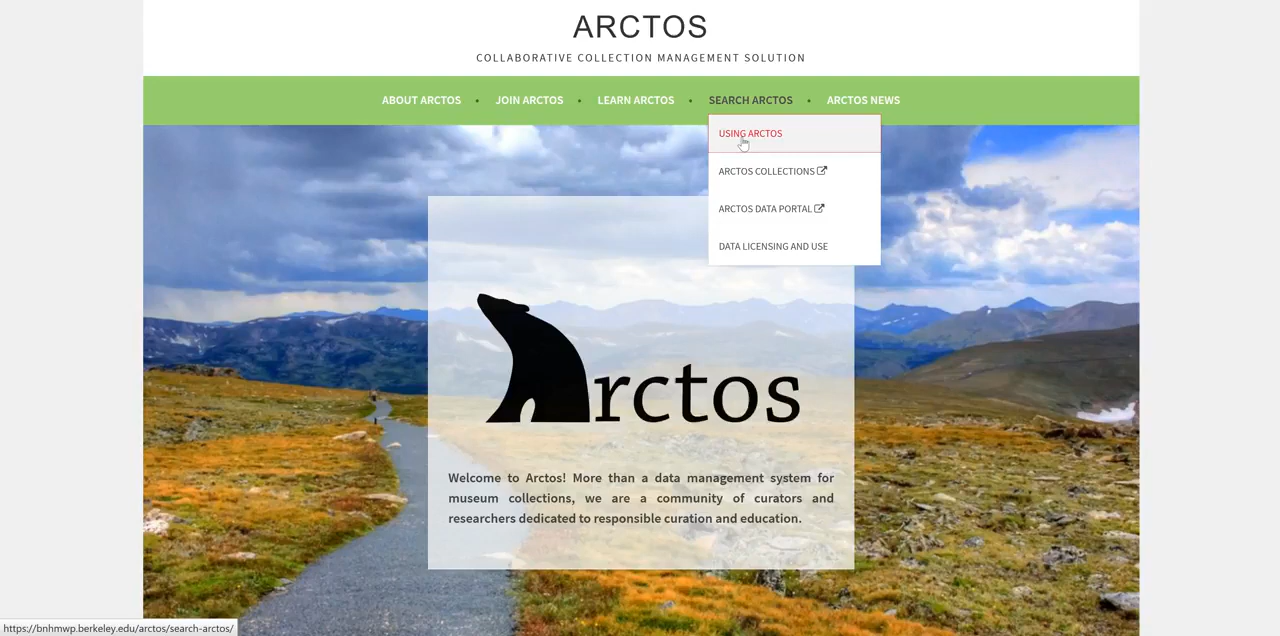 ARCTOS
COLLABORATIVE COLLECTION MANAGEMENT SOLUTION
ABOUT ARCTOS • JOIN ARCTOS • LEARN ARCTOS • SEARCH ARCTOS • ARCTOS NEWS
USING ARCTOS
ARCTOS COLLECTIONS
ARCTOS DATA PORTAL
DATA LICENSING AND USE
Arctos
Welcome to Arctos! More than a data management system for
museum collections, we are a community of curators and
researchers dedicated to responsible curation and education.
https://bnhmwp.berkeley.edu/arctos/search-arctos/